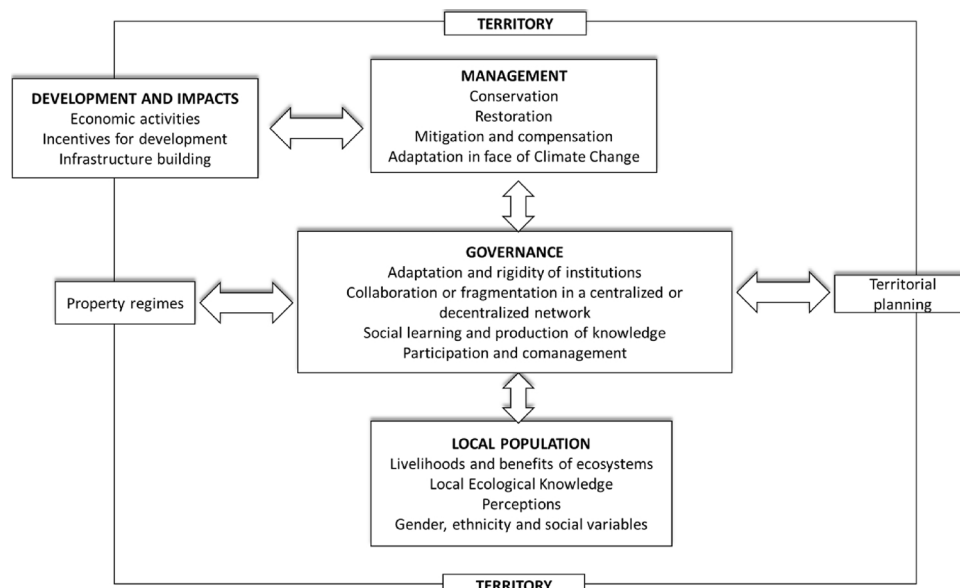 TERRITORY
DEVELOPMENT AND IMPACTS
Economic activities
Incentives for development
Infrastructure building
MANAGEMENT
Conservation
Restoration
Mitigation and compensation
Adaptation in face of Climate Change
Property regimes
GOVERNANCE
Adaptation and rigidity of institutions
Collaboration or fragmentation in a centralized or
decentralized network
Social learning and production of knowledge
Participation and comanagement
Territorial
planning
LOCAL POPULATION
Livelihoods and benefits of ecosystems
Local Ecological Knowledge
Perceptions
Gender, ethnicity and social variables
TERRITORY